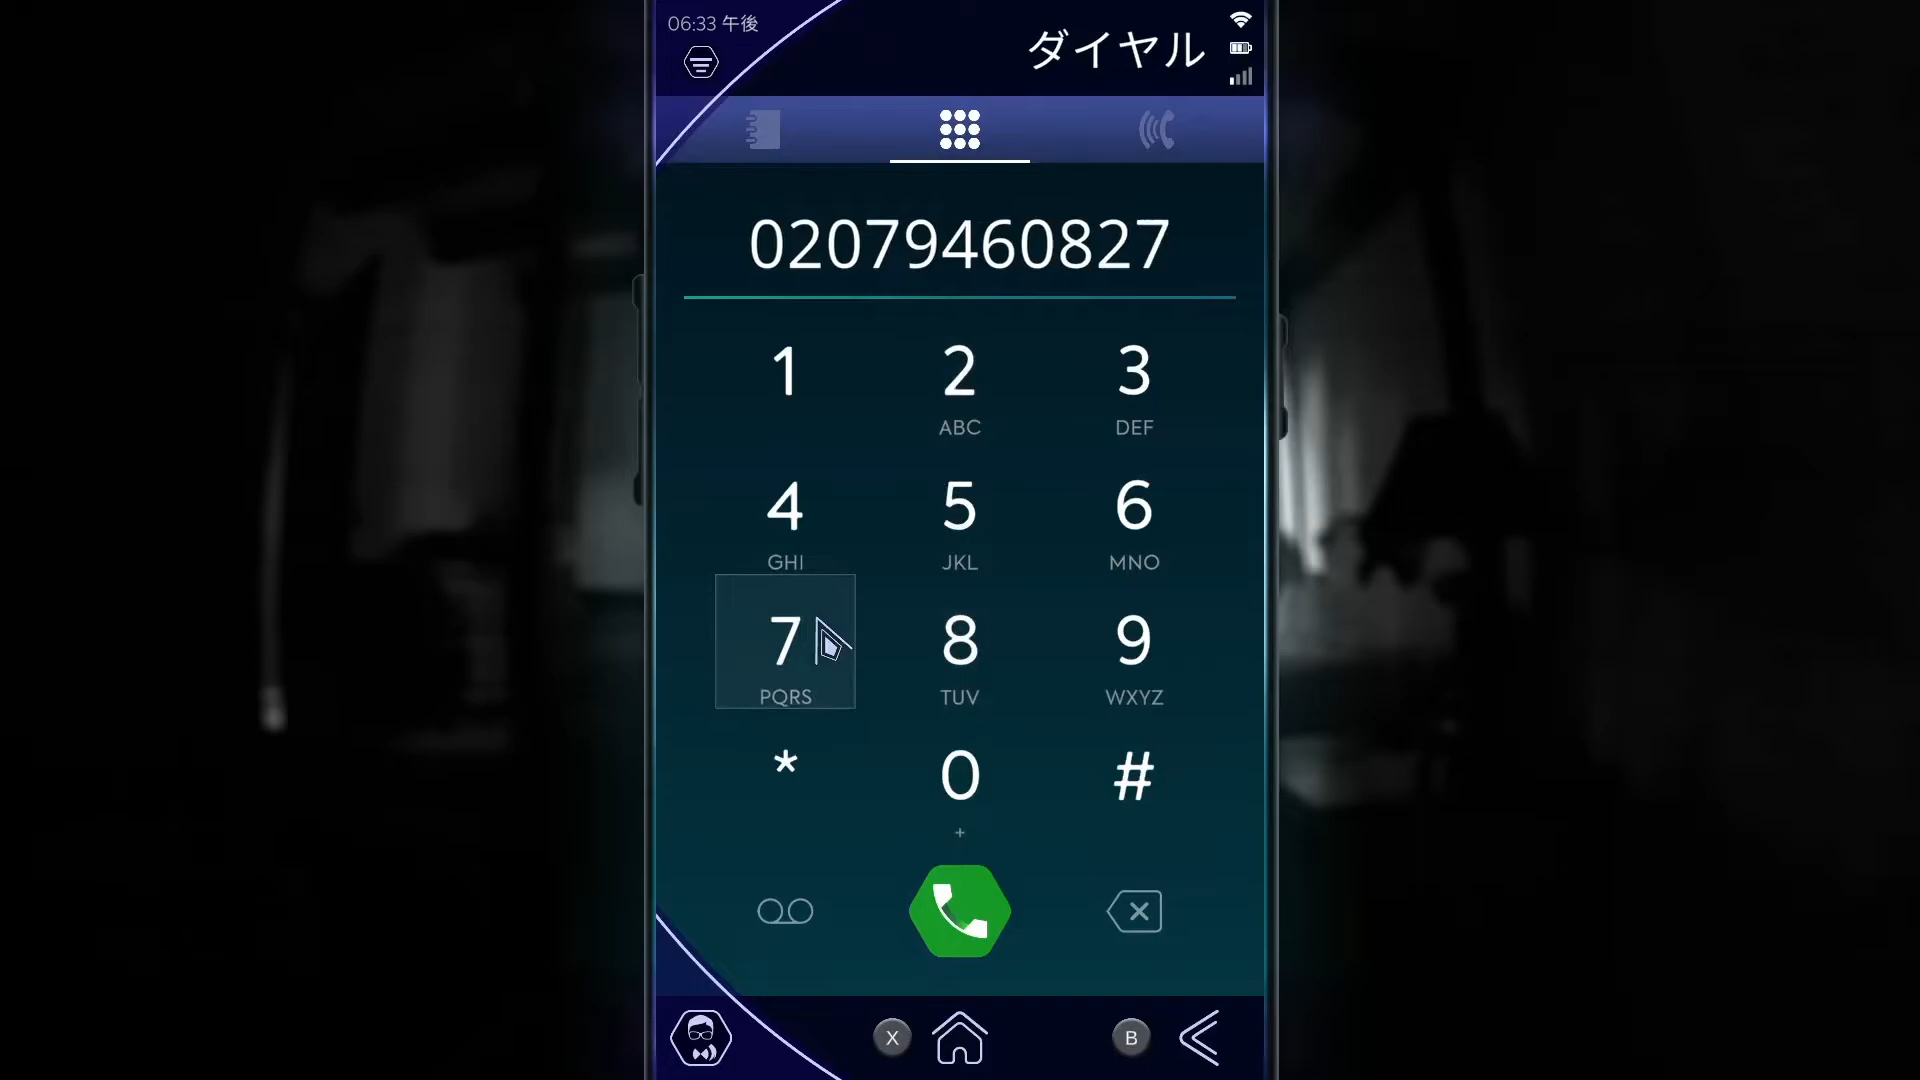 06:33 午後
ダイヤル
02079460827
1
2
ABC
3
DEF
4
GHI
5
JKL
6
MNO
7
PQRS
8
TUV
9
WXYZ
*
0
+
#
X
B